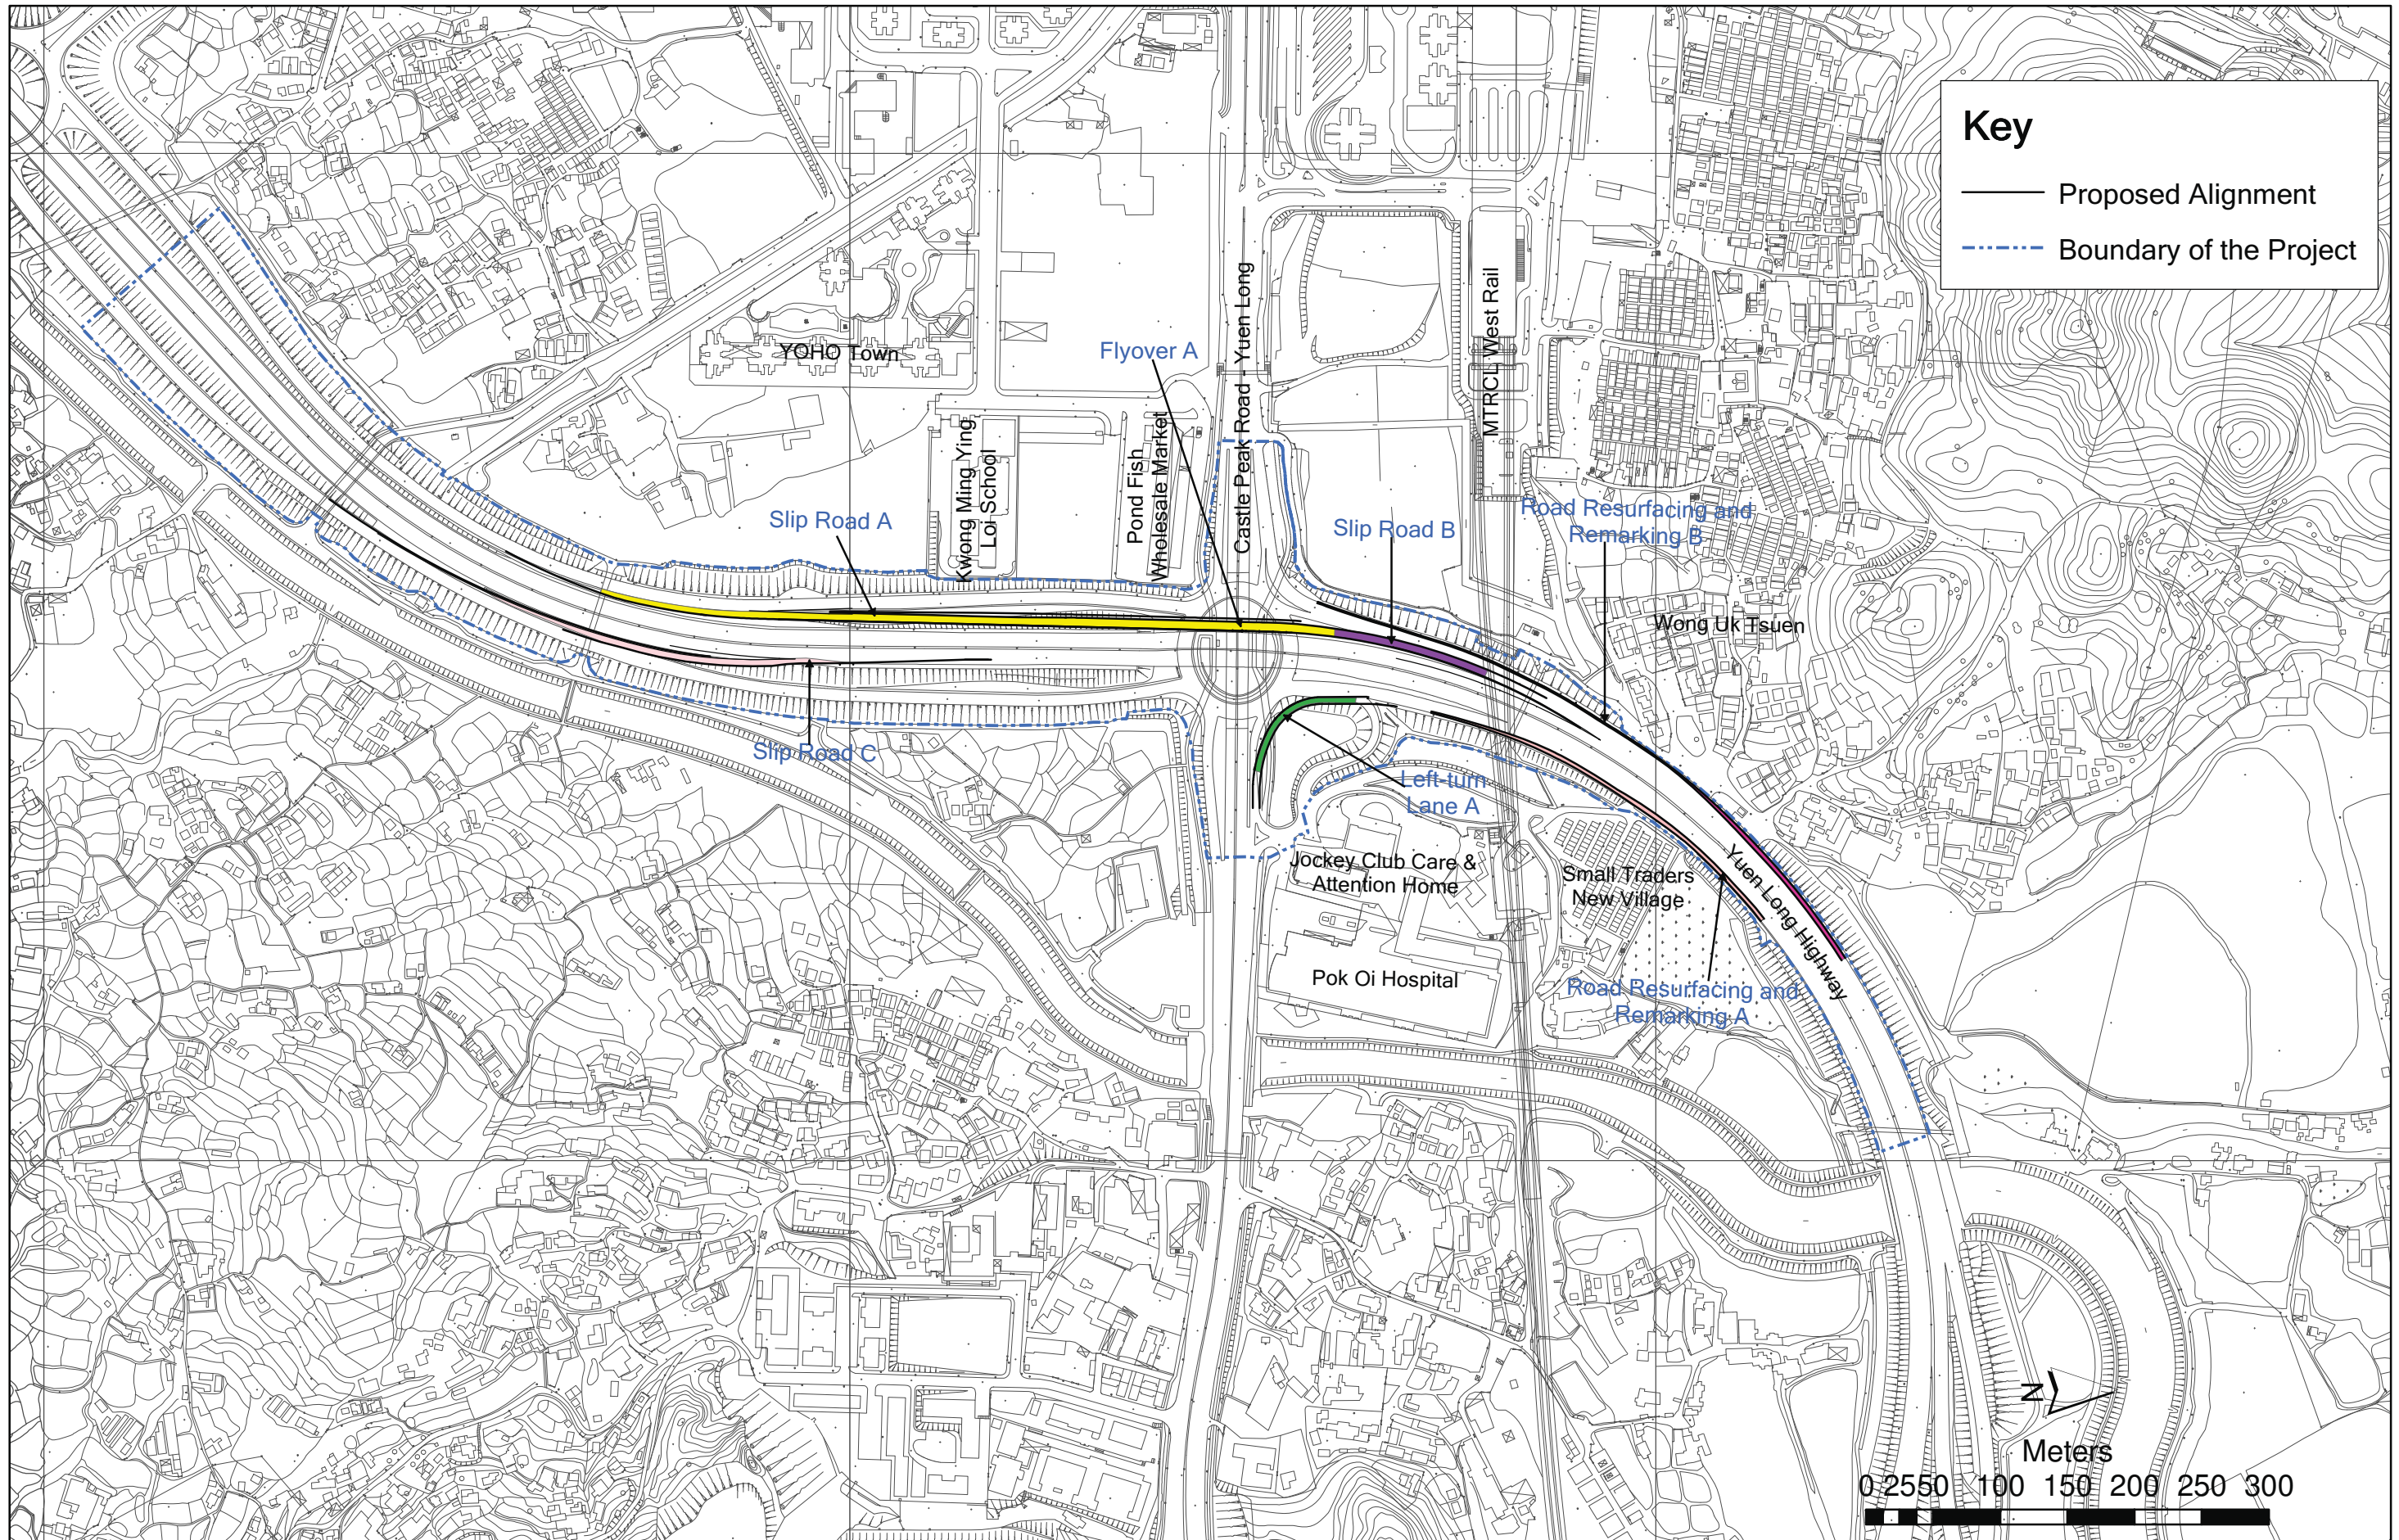 Key
Proposed Alignment
Boundary of the Project
MTRCL West Rail
Castle Peak Road - Yuen Long
Flyover A
YOHO Town
Kwong Ming Ying
Loi School
Pond Fish
Wholesale Market
Slip Road A
Slip Road B
Road Resurfacing and
Remarking B
Wong Uk Tsuen
Slip Road C
Left-turn
Lane A
Jockey Club Care &
Attention Home
Small Traders
New Village
Yuen Long Highway
Pok Oi Hospital
Road Resurfacing and
Remarking A
N
Meters
0 25 50 100 150 200 250 300